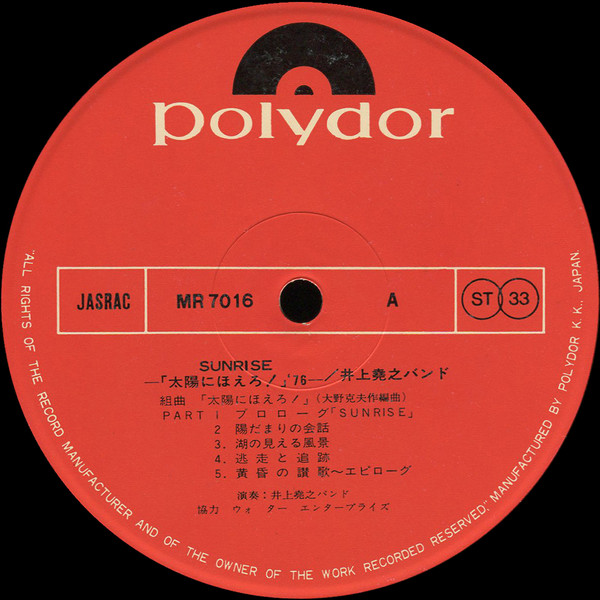 polydor
JASRAC MR 7016 A ST 33
SUNRISE
—「太陽にほえろ!」'76—/井上堯之バンド
組曲 「太陽にほえろ!」(大野克夫作編曲)
PART 1 プロローグ「SUNRISE」
2 陽だまりの会話
3. 湖の見える風景
4. 逃走と追跡
5. 黄昏の讃歌〜エピローグ
演奏:井上堯之バンド
協力 ウォーター エンタープライズ
"ALL RIGHTS OF THE RECORD MANUFACTURER AND OF THE OWNER OF THE WORK RECORDED RESERVED." MANUFACTURED BY POLYDOR K.K., JAPAN.